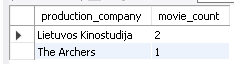 production_company movie_count
Lietuvos Kinostudija 2
The Archers 1